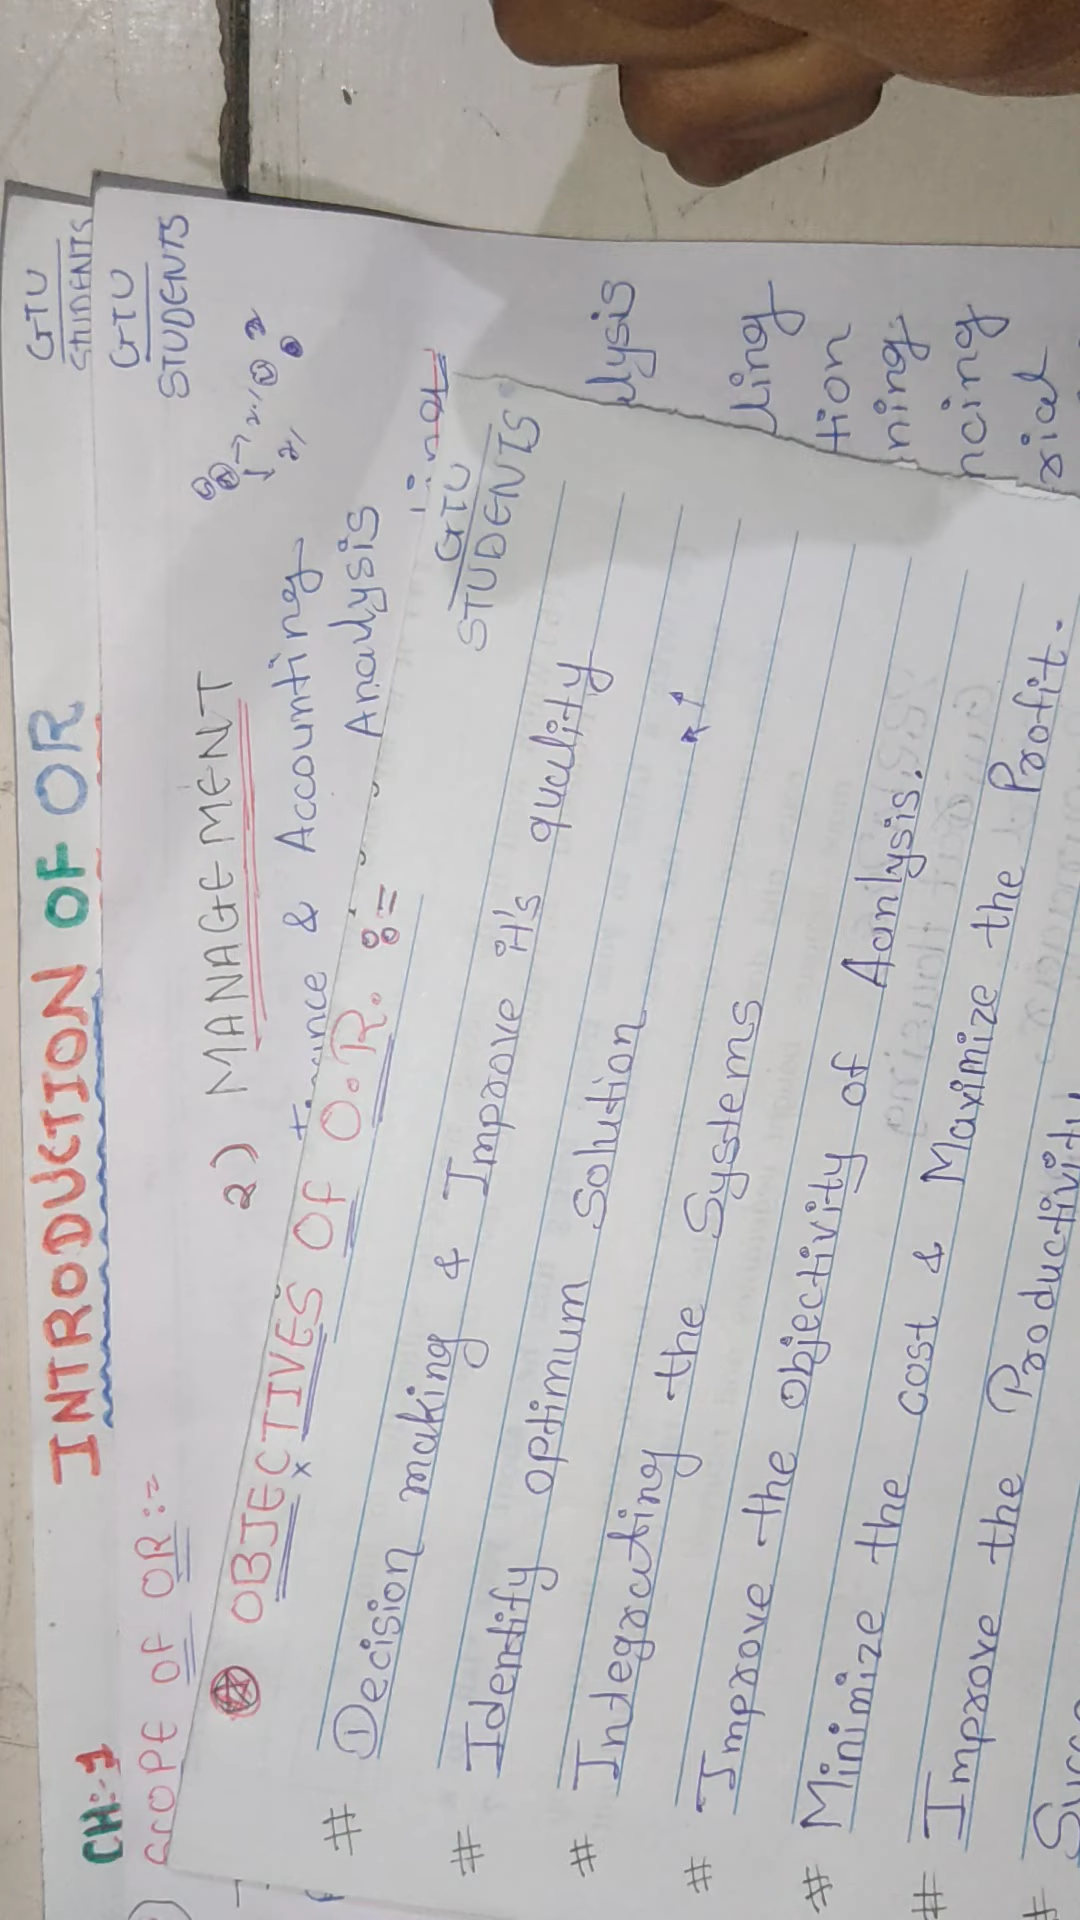 CH:-1 INTRODUCTION OF OR
GTU
STUDENTS
SCOPE OF OR:-
GTU
STUDENTS
2) MANAGEMENT
& Accounting
Analysis
OBJECTIVES OF O.R. :=
GTU
STUDENTS
# Decision making & Improve it's quality
# Identify optimum solution
# Integrating the Systems
# Improve the objectivity of Aanlysis.
# Minimize the cost & Maximize the Profit.
# Improve the Productivity
#
lysis
ling
tion
ning
ncing
rial